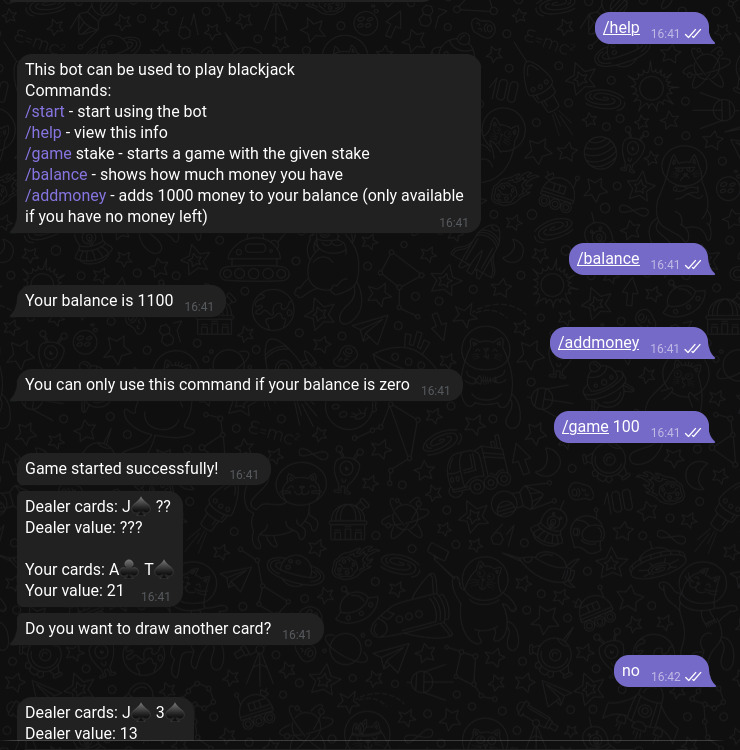 /help 16:41
This bot can be used to play blackjack
Commands:
/start - start using the bot
/help - view this info
/game stake - starts a game with the given stake
/balance - shows how much money you have
/addmoney - adds 1000 money to your balance (only available
if you have no money left) 16:41
/balance 16:41
Your balance is 1100 16:41
/addmoney 16:41
You can only use this command if your balance is zero 16:41
/game 100 16:41
Game started successfully! 16:41
Dealer cards: J♠ ??
Dealer value: ???
Your cards: A♣ T♠
Your value: 21 16:41
Do you want to draw another card? 16:41
no 16:42
Dealer cards: J♠ 3♠
Dealer value: 13